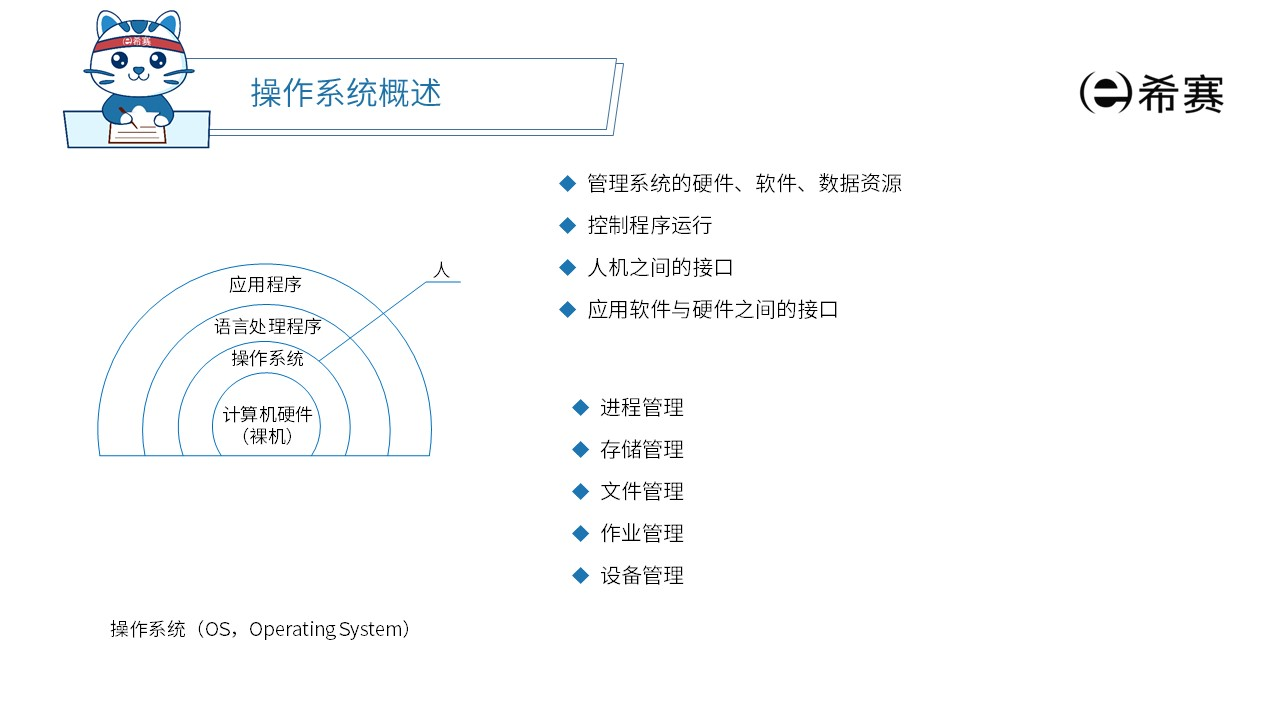 希赛
操作系统概述
希赛
管理系统的硬件、软件、数据资源
控制程序运行
人机之间的接口
应用软件与硬件之间的接口
人
应用程序
语言处理程序
操作系统
计算机硬件
（裸机）
进程管理
存储管理
文件管理
作业管理
设备管理
操作系统（OS，Operating System）